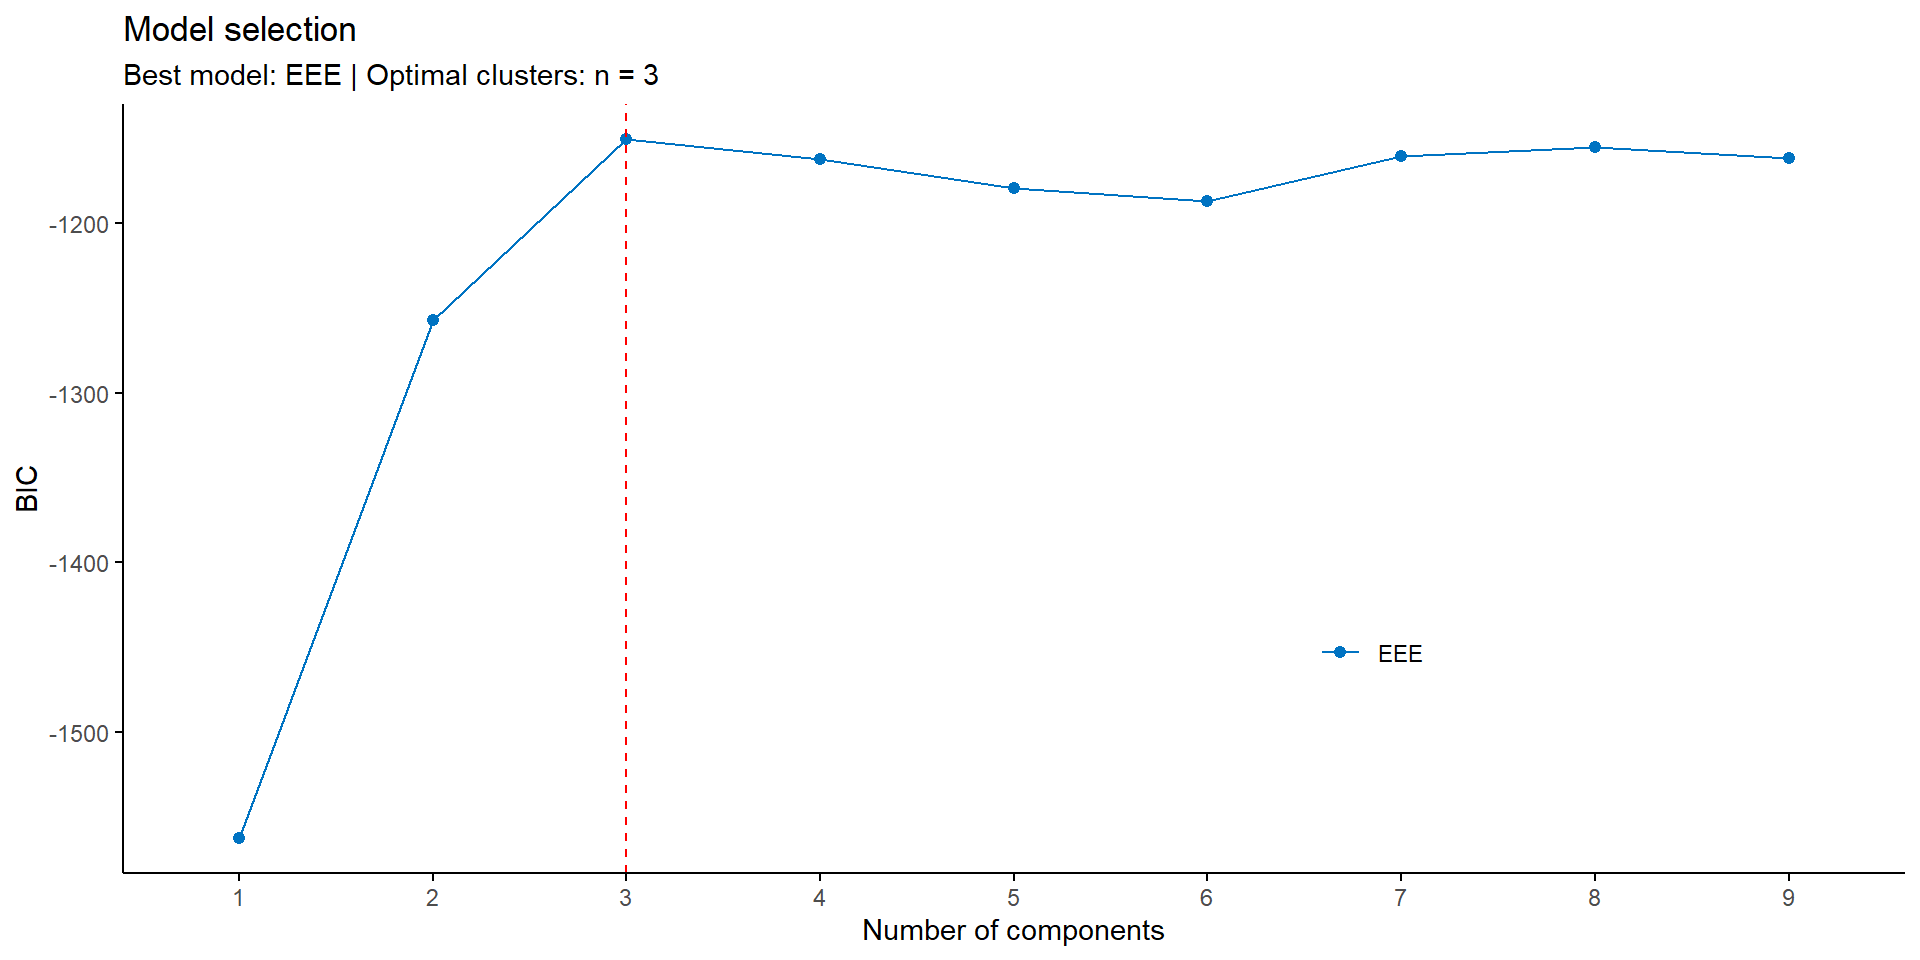 Model selection
Best model: EEE | Optimal clusters: n = 3
BIC
-1200
-1300
-1400
-1500
EEE
1 2 3 4 5 6 7 8 9
Number of components